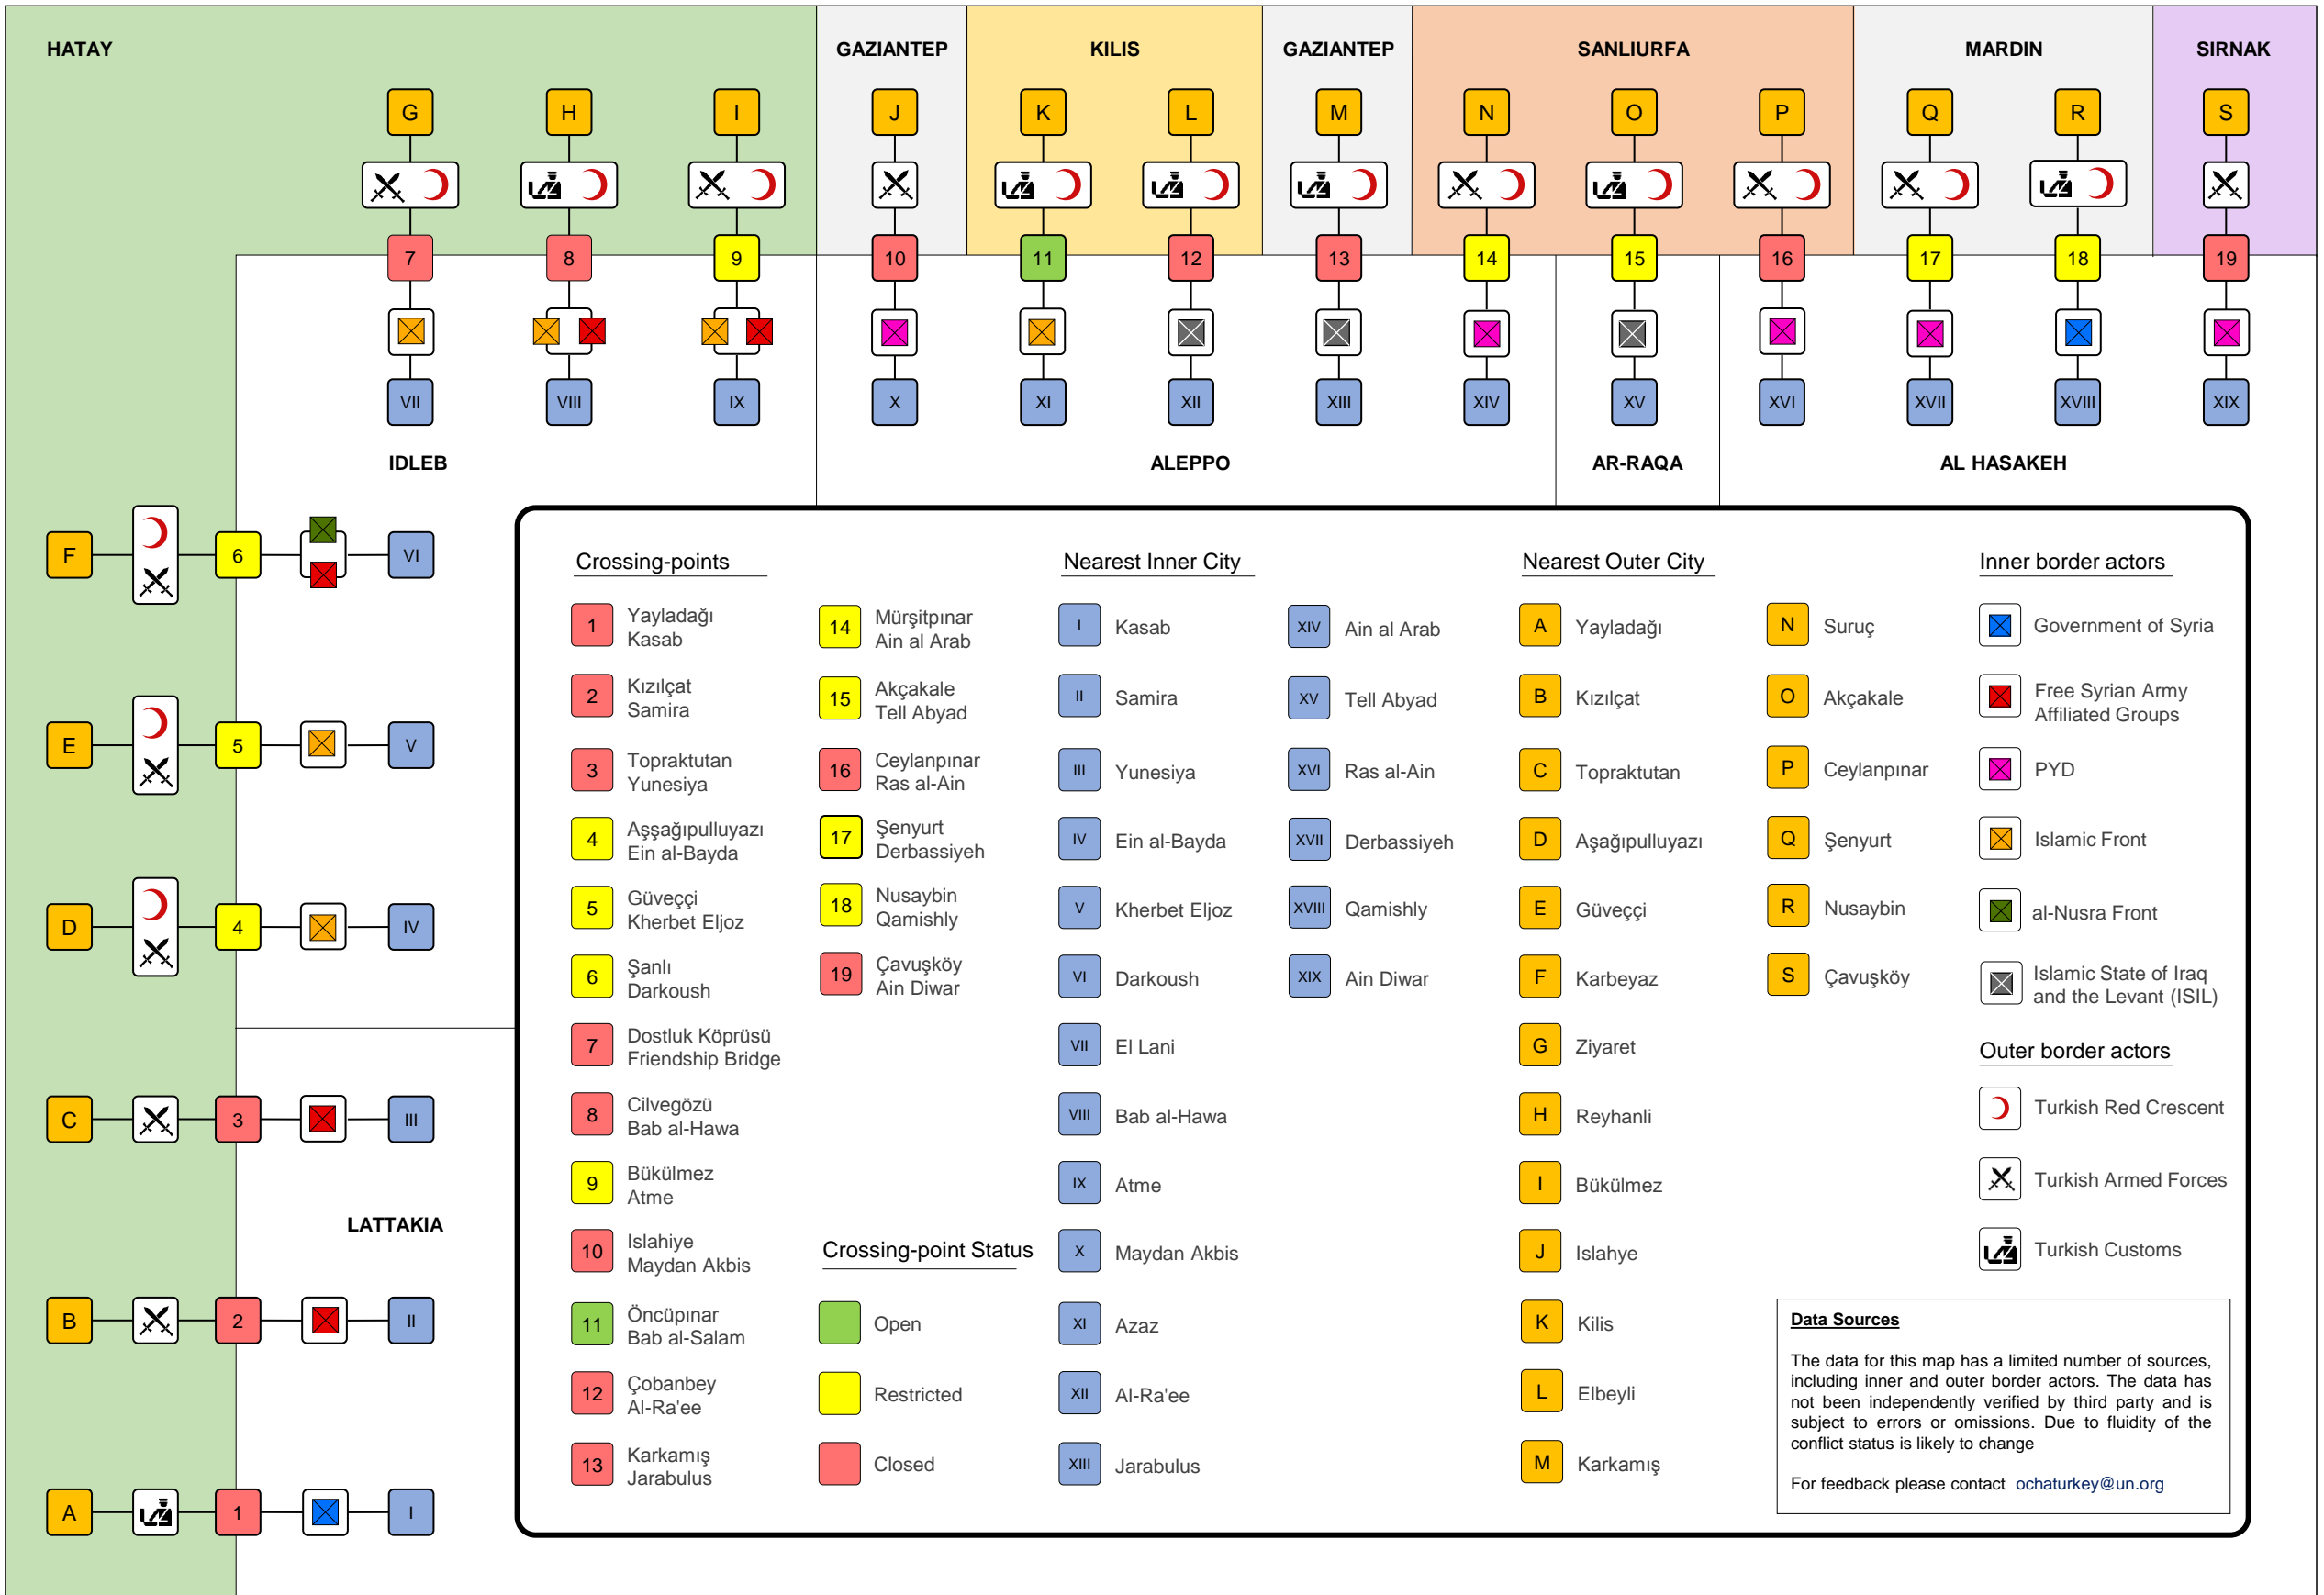 HATAY
GAZIANTEP
KILIS
GAZIANTEP
SANLIURFA
MARDIN
SIRNAK
G
H
I
J
K
L
M
N
O
P
Q
R
S
7
8
9
10
11
12
13
14
15
16
17
18
19
VII
VIII
IX
X
XI
XII
XIII
XIV
XV
XVI
XVII
XVIII
XIX
IDLEB
ALEPPO
AR-RAQA
AL HASAKEH
F
6
VI
E
5
V
D
4
IV
C
3
III
LATTAKIA
B
2
II
A
1
I
Crossing-points
1
Yayladağı
Kasab
2
Kızılçat
Samira
3
Topraktutan
Yunesiya
4
Aşşağıpulluyazı
Ein al-Bayda
5
Güveççi
Kherbet Eljoz
6
Şanlı
Darkoush
7
Dostluk Köprüsü
Friendship Bridge
8
Cilvegözü
Bab al-Hawa
9
Bükülmez
Atme
10
Islahiye
Maydan Akbis
11
Öncüpınar
Bab al-Salam
12
Çobanbey
Al-Ra'ee
13
Karkamış
Jarabulus
14
Mürşitpınar
Ain al Arab
15
Akçakale
Tell Abyad
16
Ceylanpınar
Ras al-Ain
17
Şenyurt
Derbassiyeh
18
Nusaybin
Qamishly
19
Çavuşköy
Ain Diwar
Crossing-point Status
Open
Restricted
Closed
Nearest Inner City
I
Kasab
II
Samira
III
Yunesiya
IV
Ein al-Bayda
V
Kherbet Eljoz
VI
Darkoush
VII
El Lani
VIII
Bab al-Hawa
IX
Atme
X
Maydan Akbis
XI
Azaz
XII
Al-Ra'ee
XIII
Jarabulus
XIV
Ain al Arab
XV
Tell Abyad
XVI
Ras al-Ain
XVII
Derbassiyeh
XVIII
Qamishly
XIX
Ain Diwar
Nearest Outer City
A
Yayladağı
B
Kızılçat
C
Topraktutan
D
Aşağıpulluyazı
E
Güveççi
F
Karbeyaz
G
Ziyaret
H
Reyhanli
I
Bükülmez
J
Islahye
K
Kilis
L
Elbeyli
M
Karkamış
N
Suruç
O
Akçakale
P
Ceylanpınar
Q
Şenyurt
R
Nusaybin
S
Çavuşköy
Inner border actors
Government of Syria
Free Syrian Army
Affiliated Groups
PYD
Islamic Front
al-Nusra Front
Islamic State of Iraq
and the Levant (ISIL)
Outer border actors
Turkish Red Crescent
Turkish Armed Forces
Turkish Customs
Data Sources
The data for this map has a limited number of sources,
including inner and outer border actors. The data has
not been independently verified by third party and is
subject to errors or omissions. Due to fluidity of the
conflict status is likely to change
For feedback please contact ochaturkey@un.org